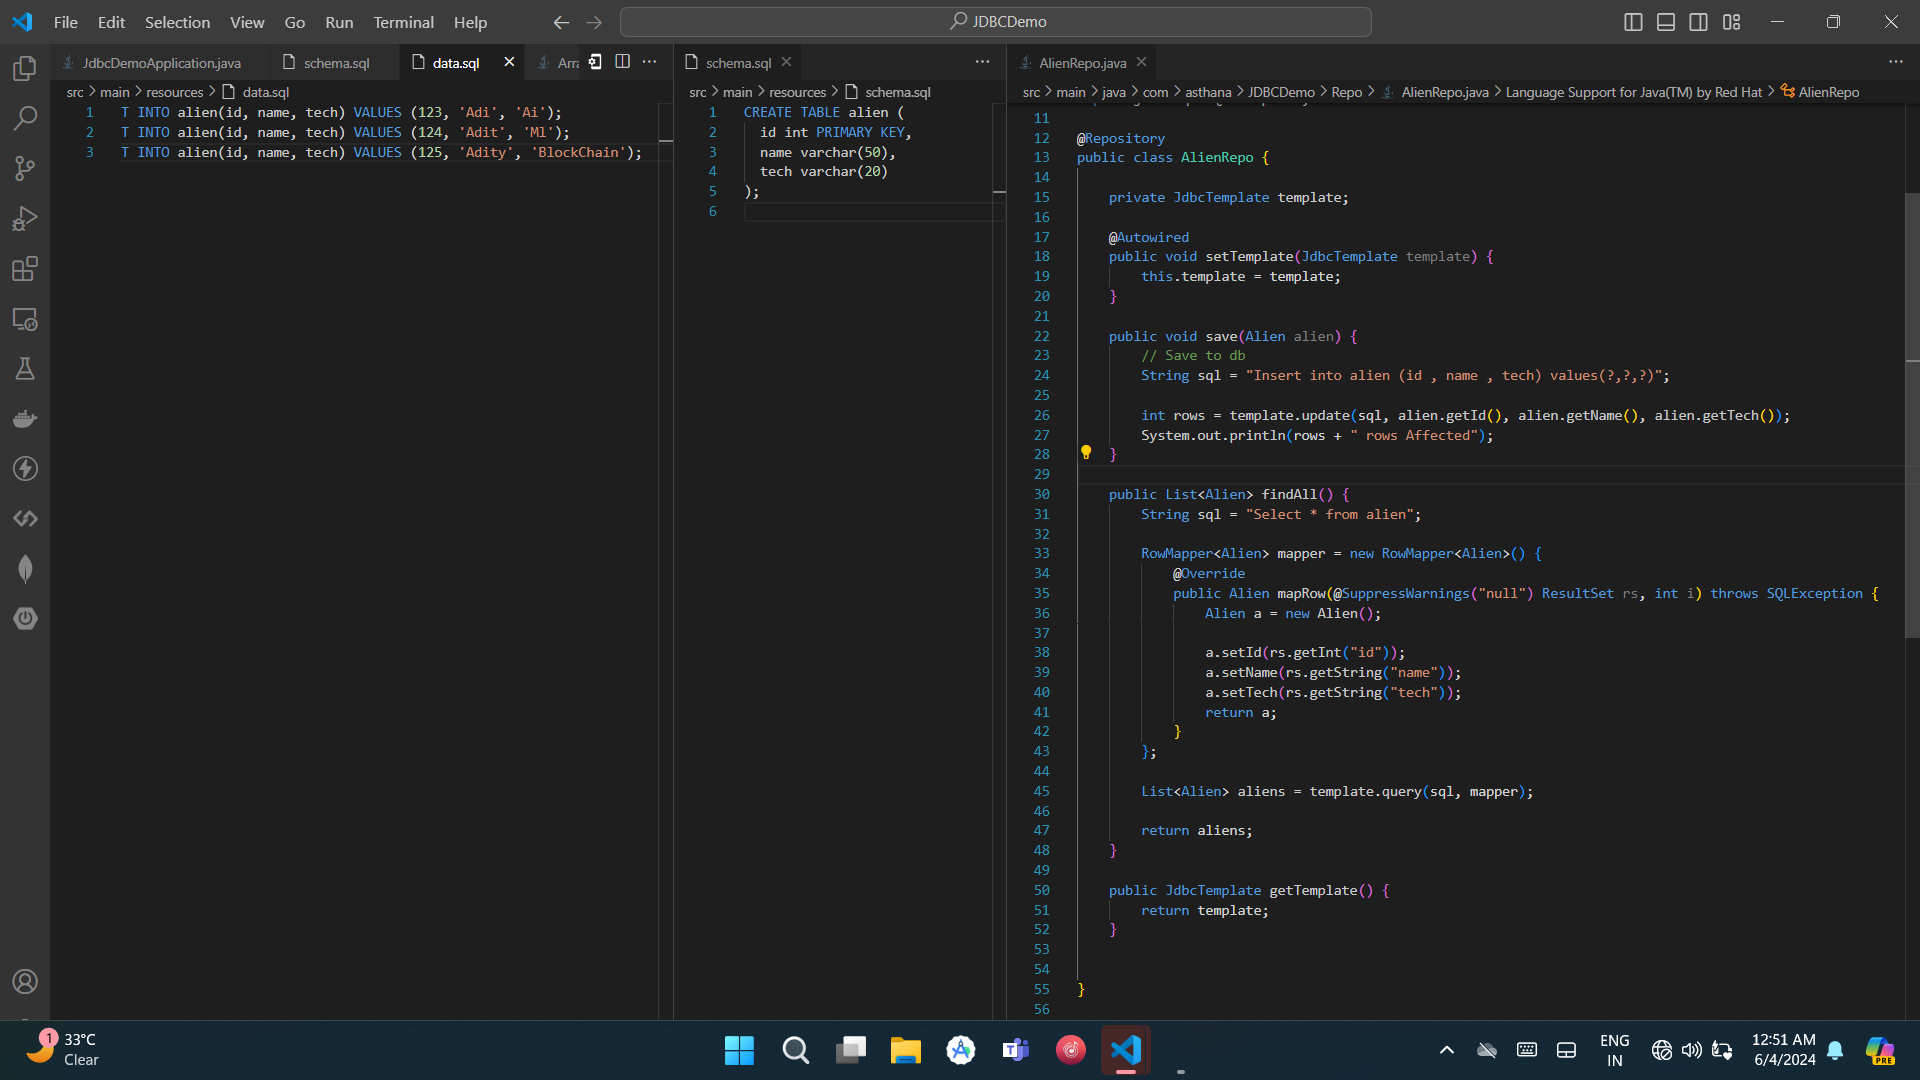 File Edit Selection View Go Run Terminal Help JDBCDemo
JdbcDemoApplication.java schema.sql data.sql Arra
src > main > resources > data.sql
1 T INTO alien(id, name, tech) VALUES (123, 'Adi', 'Ai');
2 T INTO alien(id, name, tech) VALUES (124, 'Adit', 'Ml');
3 T INTO alien(id, name, tech) VALUES (125, 'Adity', 'BlockChain');
schema.sql
src > main > resources > schema.sql
1 CREATE TABLE alien (
2 id int PRIMARY KEY,
3 name varchar(50),
4 tech varchar(20)
5 );
6
AlienRepo.java
src > main > java > com > asthana > JDBCDemo > Repo > AlienRepo.java > Language Support for Java(TM) by Red Hat > AlienRepo
11
12 @Repository
13 public class AlienRepo {
14
15 private JdbcTemplate template;
16
17 @Autowired
18 public void setTemplate(JdbcTemplate template) {
19 this.template = template;
20 }
21
22 public void save(Alien alien) {
23 // Save to db
24 String sql = "Insert into alien (id , name , tech) values(?,?,?)";
25
26 int rows = template.update(sql, alien.getId(), alien.getName(), alien.getTech());
27 System.out.println(rows + " rows Affected");
28 }
29
30 public List<Alien> findAll() {
31 String sql = "Select * from alien";
32
33 RowMapper<Alien> mapper = new RowMapper<Alien>() {
34 @Override
35 public Alien mapRow(@SuppressWarnings("null") ResultSet rs, int i) throws SQLException {
36 Alien a = new Alien();
37
38 a.setId(rs.getInt("id"));
39 a.setName(rs.getString("name"));
40 a.setTech(rs.getString("tech"));
41 return a;
42 }
43 };
44
45 List<Alien> aliens = template.query(sql, mapper);
46
47 return aliens;
48 }
49
50 public JdbcTemplate getTemplate() {
51 return template;
52 }
53
54
55 }
56
1 33°C
Clear
ENG
IN
12:51 AM
6/4/2024
PRE